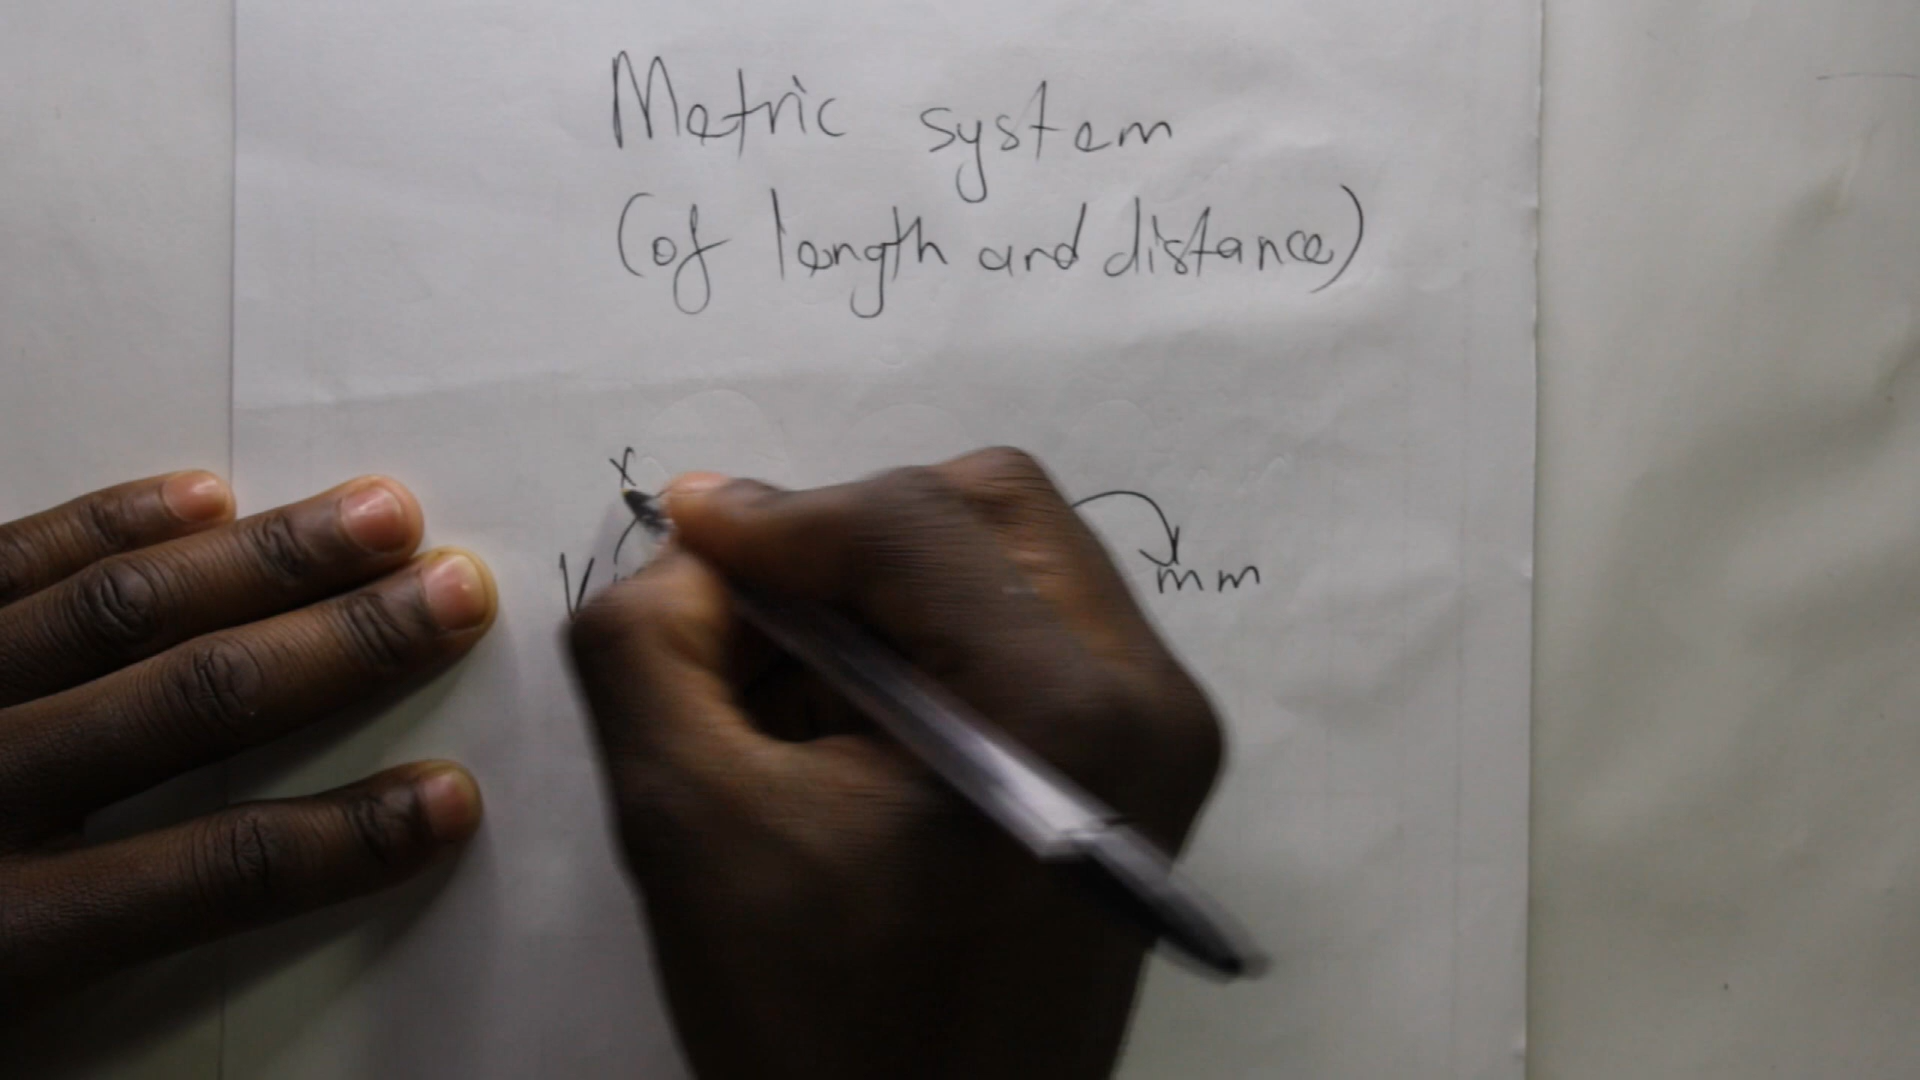 Metric system
(of length and distance)
x
mm